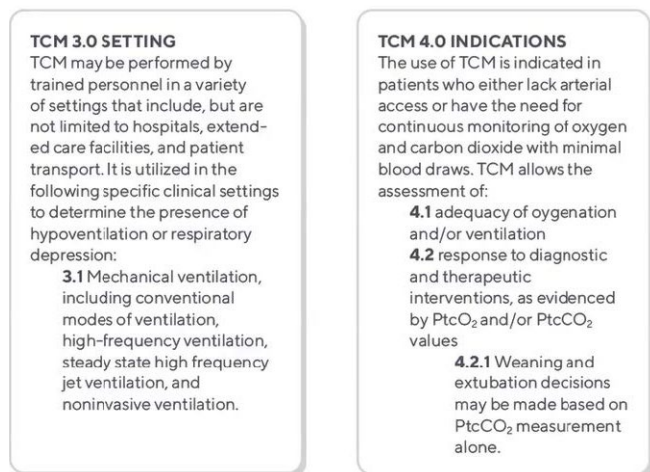 TCM 3.0 SETTING
TCM may be performed by
trained personnel in a variety
of settings that include, but are
not limited to hospitals, extend-
ed care facilities, and patient
transport. It is utilized in the
following specific clinical settings
to determine the presence of
hypoventilation or respiratory
depression:
3.1 Mechanical ventilation,
including conventional
modes of ventilation,
high-frequency ventilation,
steady state high frequency
jet ventilation, and
noninvasive ventilation.
TCM 4.0 INDICATIONS
The use of TCM is indicated in
patients who either lack arterial
access or have the need for
continuous monitoring of oxygen
and carbon dioxide with minimal
blood draws. TCM allows the
assessment of:
4.1 adequacy of oygenation
and/or ventilation
4.2 response to diagnostic
and therapeutic
interventions, as evidenced
by PtcO₂ and/or PtcCO₂
values
4.2.1 Weaning and
extubation decisions
may be made based on
PtcCO₂ measurement
alone.